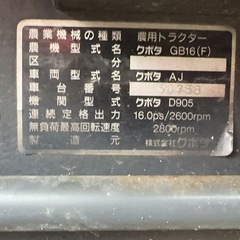 農業機械の種類 農用トラクター
農機型式名 クボタ GB16(F)
区分
車両型式名 クボタ AJ
車台番号
機関型式 クボタ D905
連続定格出力 16.0ps/2600rpm
無負荷最高回転速度 2800rpm
製造元 株式会社クボタ